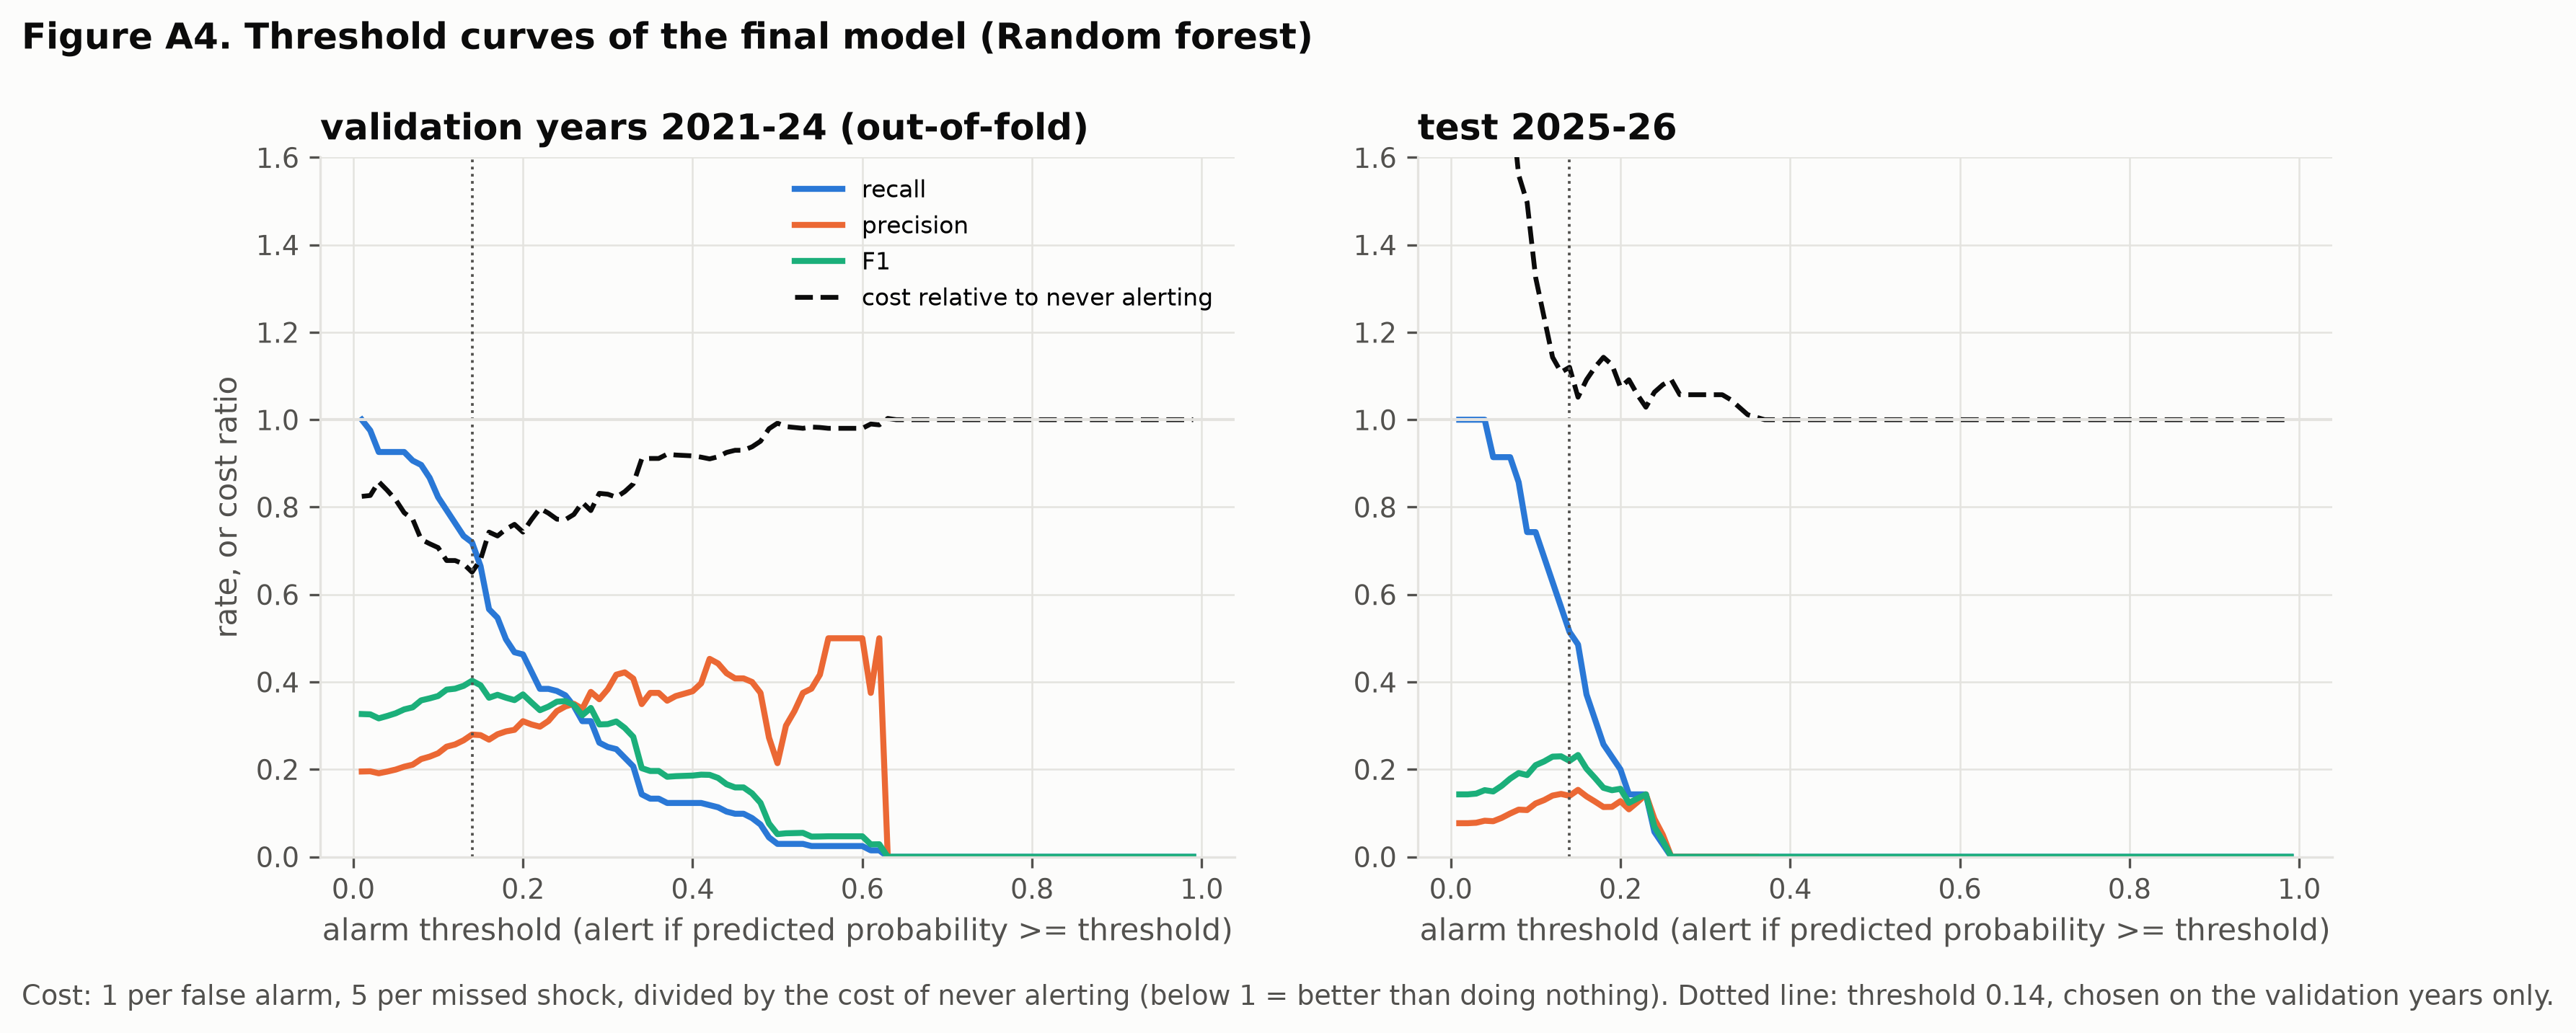 Figure A4. Threshold curves of the final model (Random forest)
validation years 2021-24 (out-of-fold)
1.6
1.4
1.2
1.0
0.8
0.6
0.4
0.2
0.0
rate, or cost ratio
recall
precision
F1
cost relative to never alerting
0.0 0.2 0.4 0.6 0.8 1.0
alarm threshold (alert if predicted probability >= threshold)
test 2025-26
1.6
1.4
1.2
1.0
0.8
0.6
0.4
0.2
0.0
0.0 0.2 0.4 0.6 0.8 1.0
alarm threshold (alert if predicted probability >= threshold)
Cost: 1 per false alarm, 5 per missed shock, divided by the cost of never alerting (below 1 = better than doing nothing). Dotted line: threshold 0.14, chosen on the validation years only.